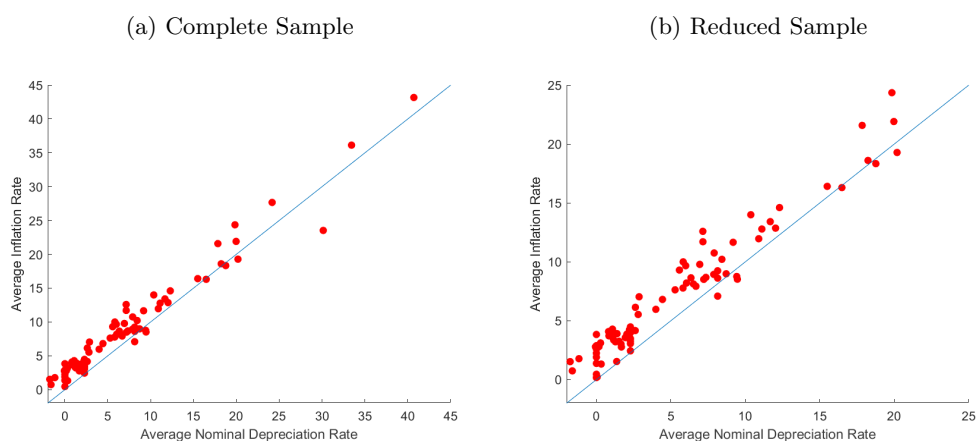 (a) Complete Sample
45
40
35
30
25
20
15
10
5
0
Average Inflation Rate
0 5 10 15 20 25 30 35 40 45
Average Nominal Depreciation Rate
(b) Reduced Sample
25
20
15
10
5
0
Average Inflation Rate
0 5 10 15 20 25
Average Nominal Depreciation Rate